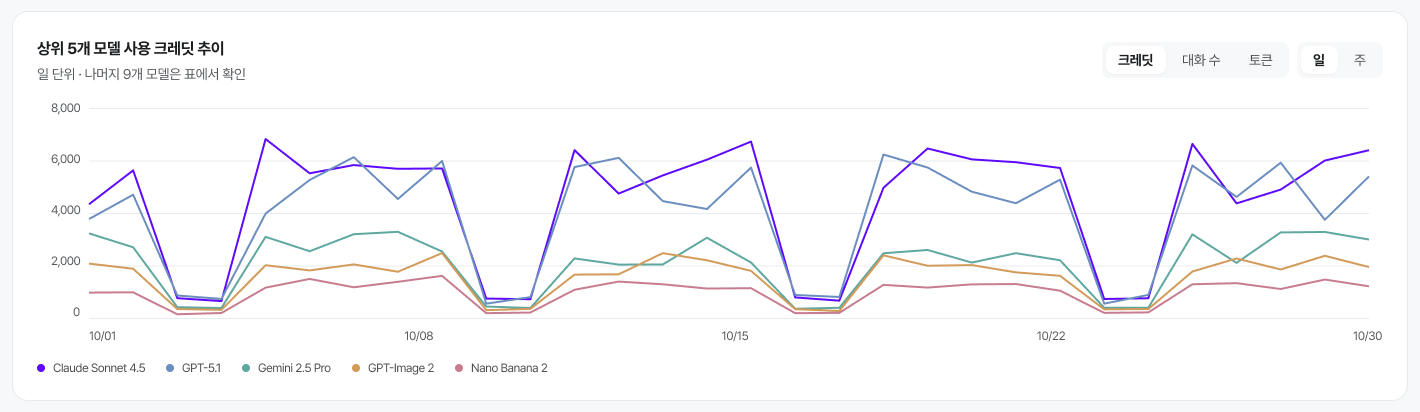 상위 5개 모델 사용 크레딧 추이
일 단위 · 나머지 9개 모델은 표에서 확인
크레딧 대화 수 토큰 일 주
8,000
6,000
4,000
2,000
0
10/01 10/08 10/15 10/22 10/30
Claude Sonnet 4.5 GPT-5.1 Gemini 2.5 Pro GPT-Image 2 Nano Banana 2